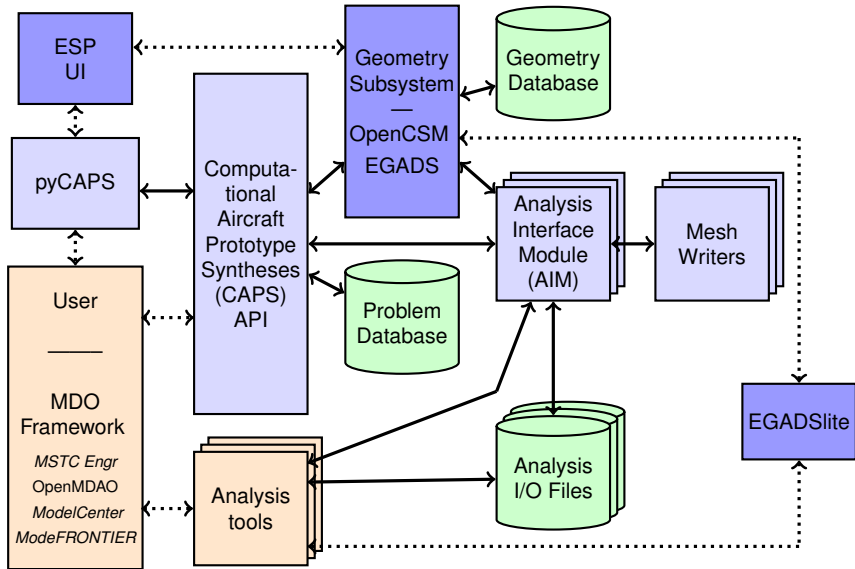 ESP
UI
pyCAPS
User
MDO
Framework
MSTC Engr
OpenMDAO
ModelCenter
ModeFRONTIER
Computa-
tional
Aircraft
Prototype
Syntheses
(CAPS)
API
Geometry
Subsystem
—
OpenCSM
EGADS
Geometry
Database
Problem
Database
Analysis
Interface
Module
(AIM)
Mesh
Writers
EGADSlite
Analysis
tools
Analysis
I/O Files